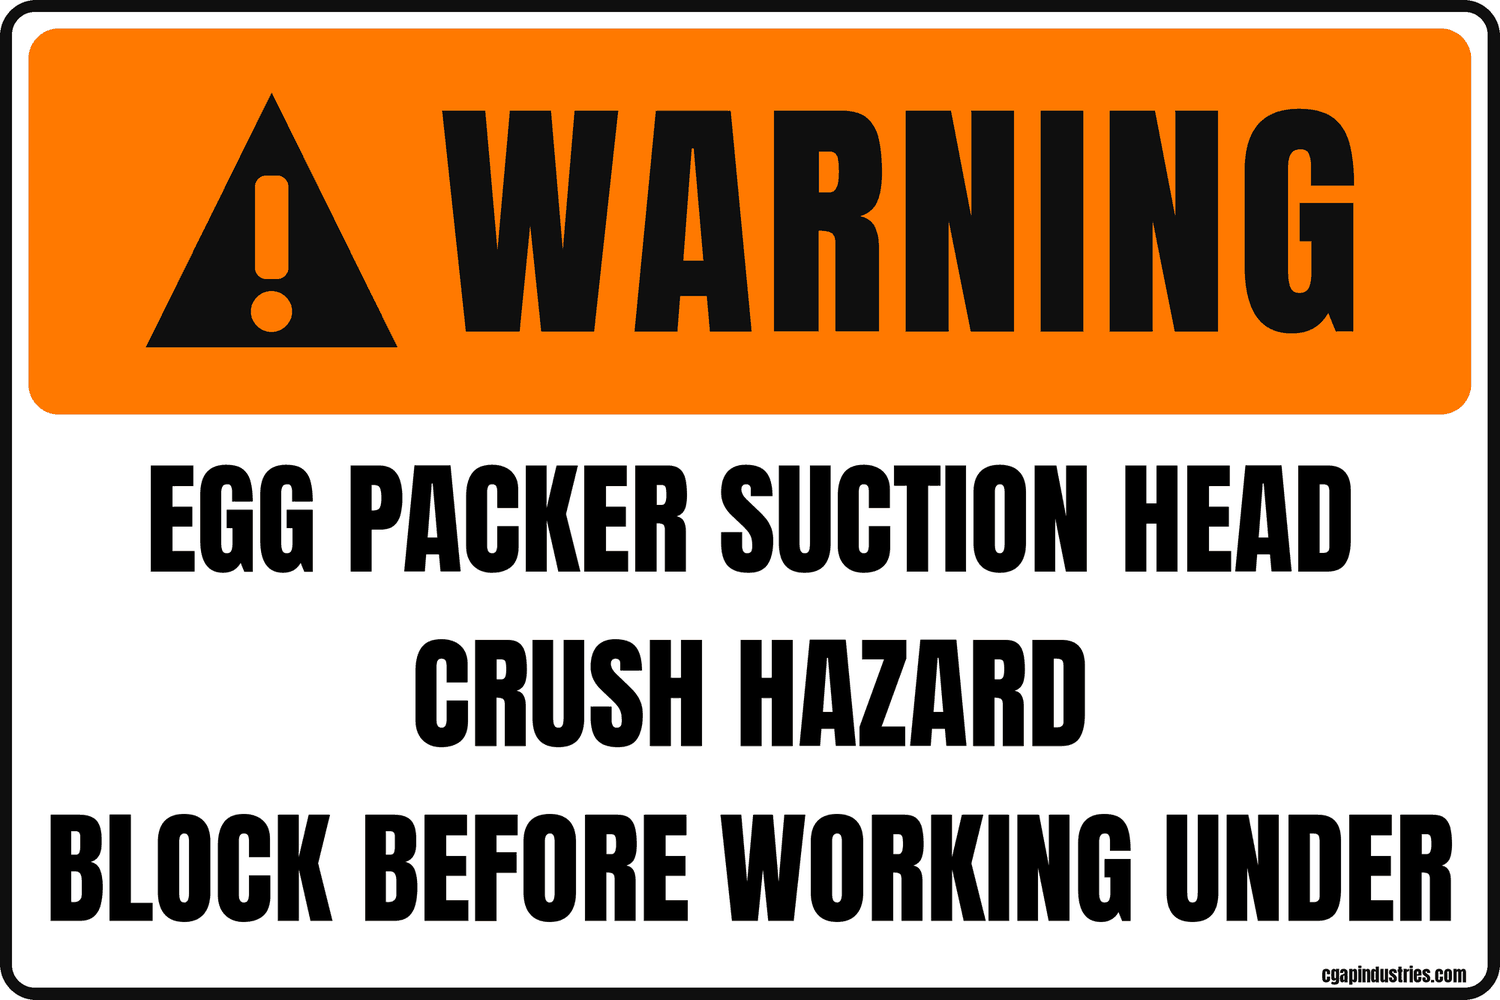 WARNING
EGG PACKER SUCTION HEAD
CRUSH HAZARD
BLOCK BEFORE WORKING UNDER
cgapindustries.com